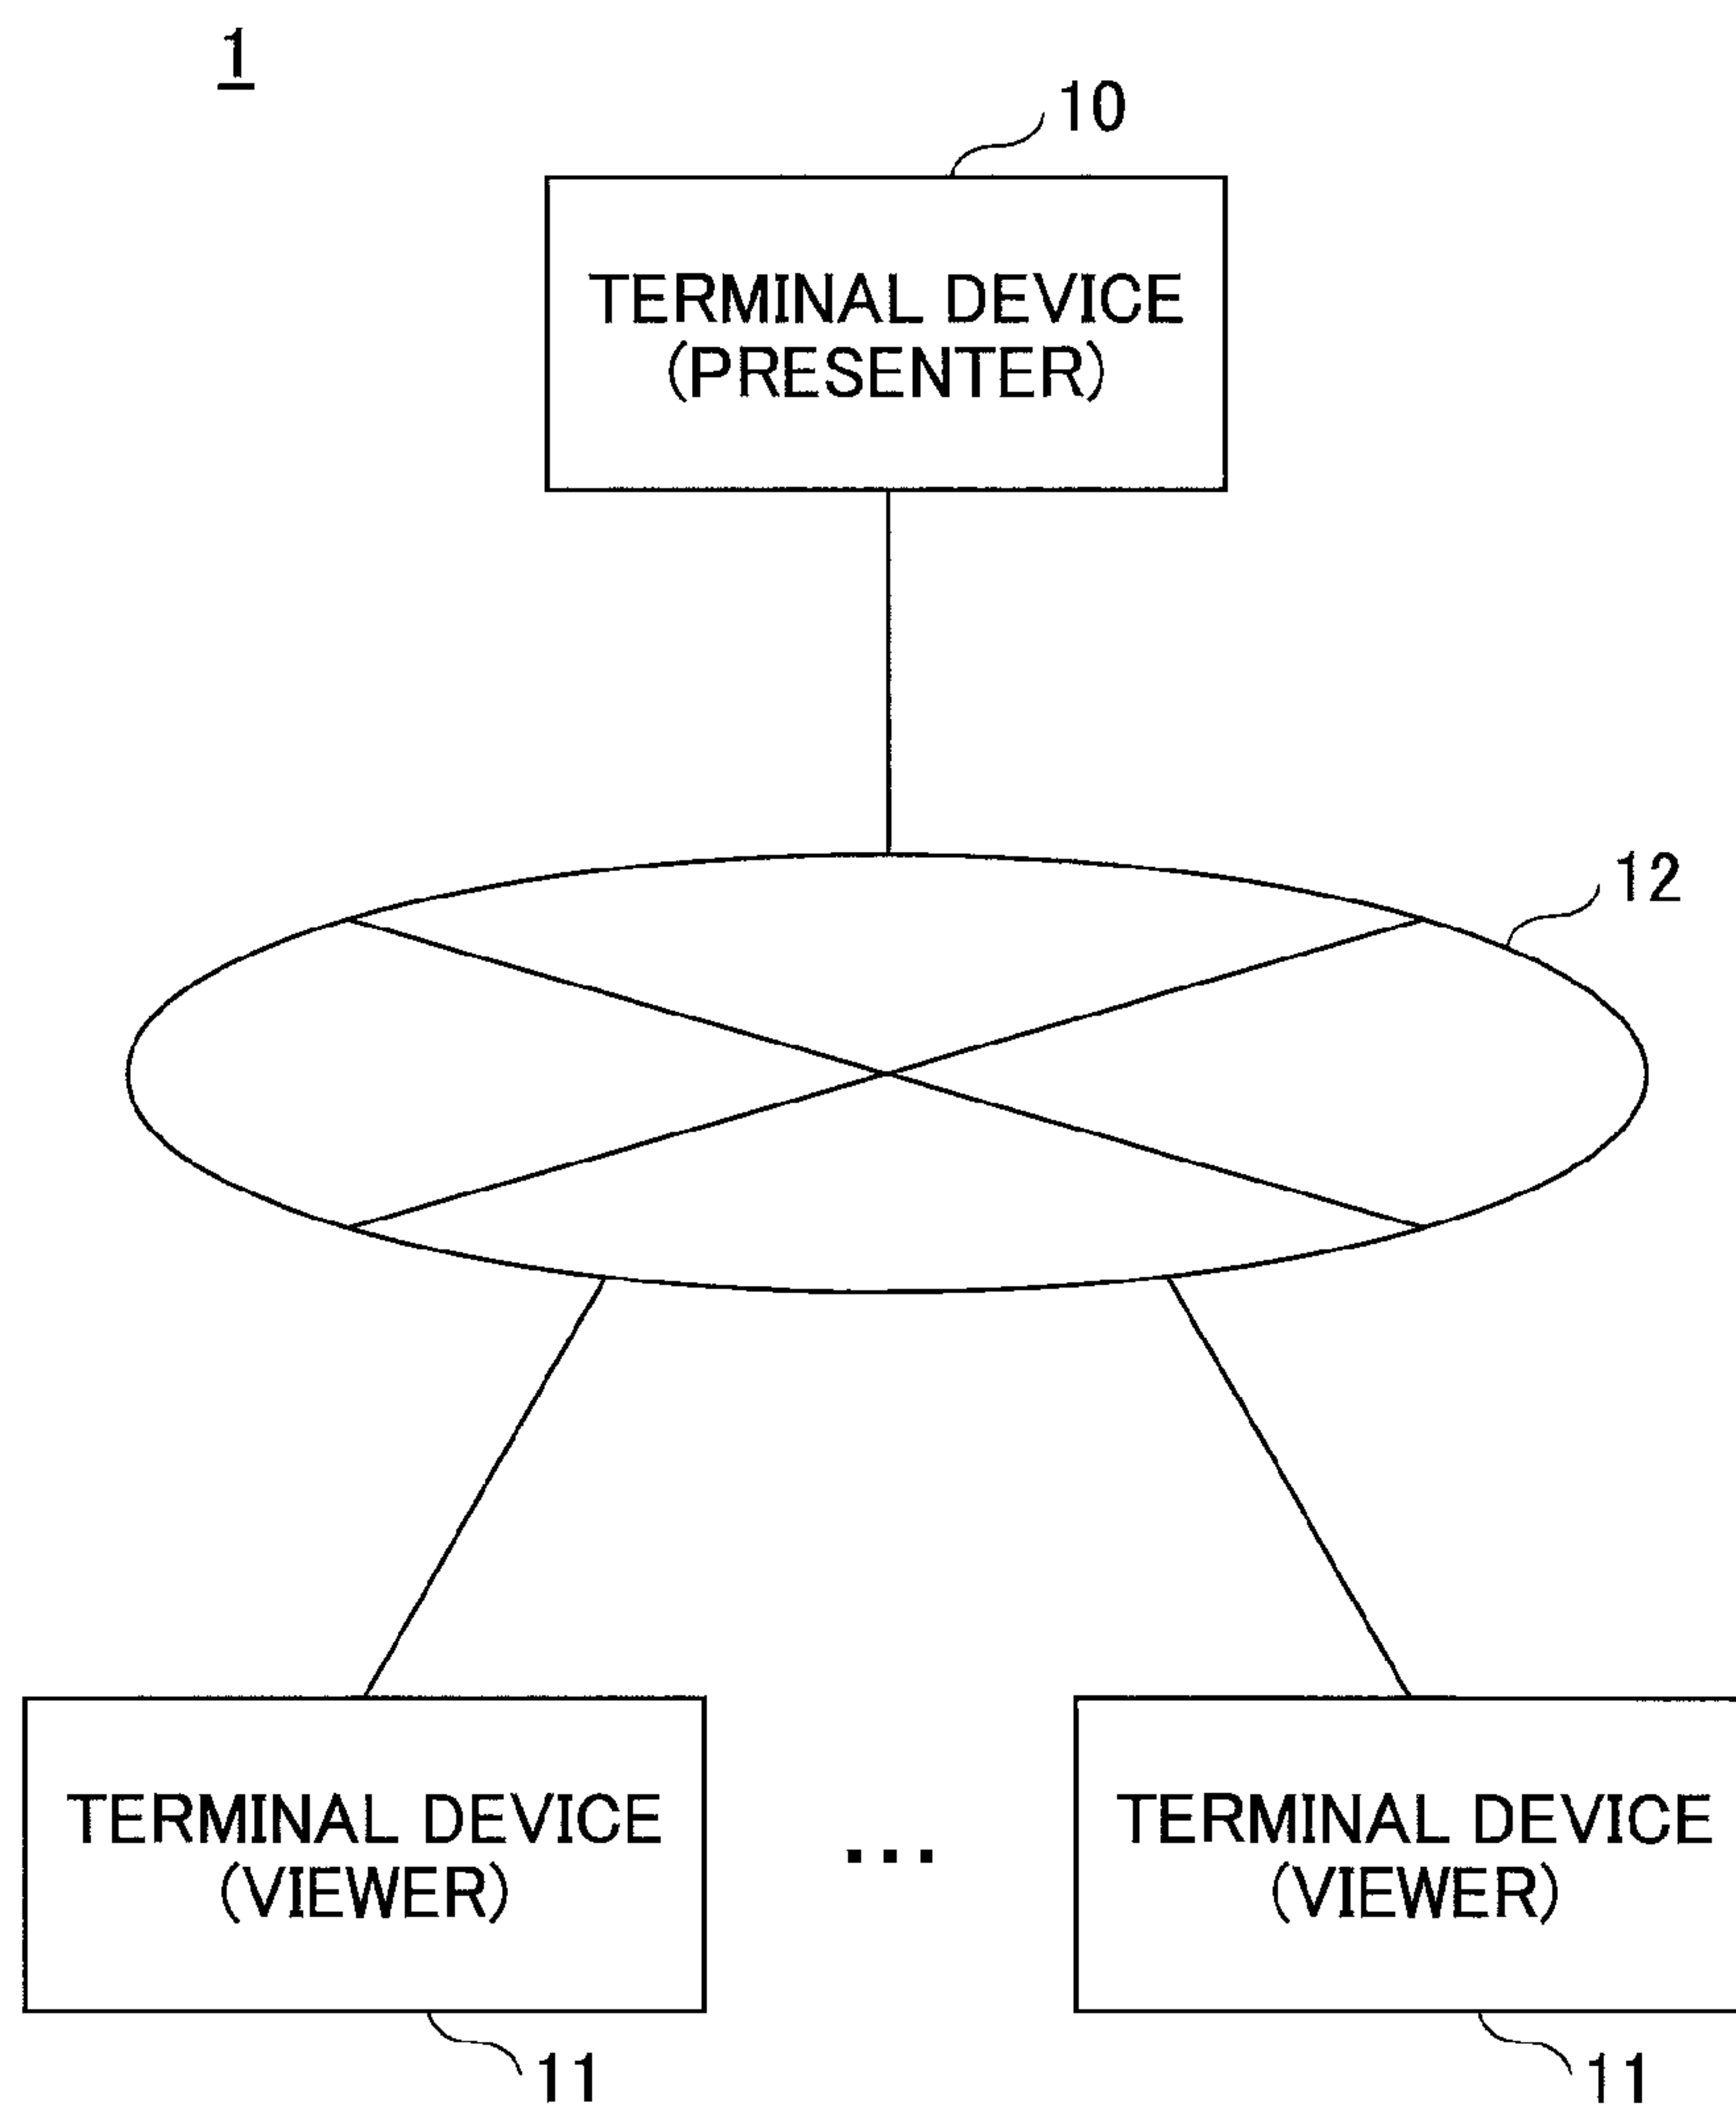 1
10
TERMINAL DEVICE
(PRESENTER)
12
TERMINAL DEVICE
(VIEWER)
...
TERMINAL DEVICE
(VIEWER)
11
11